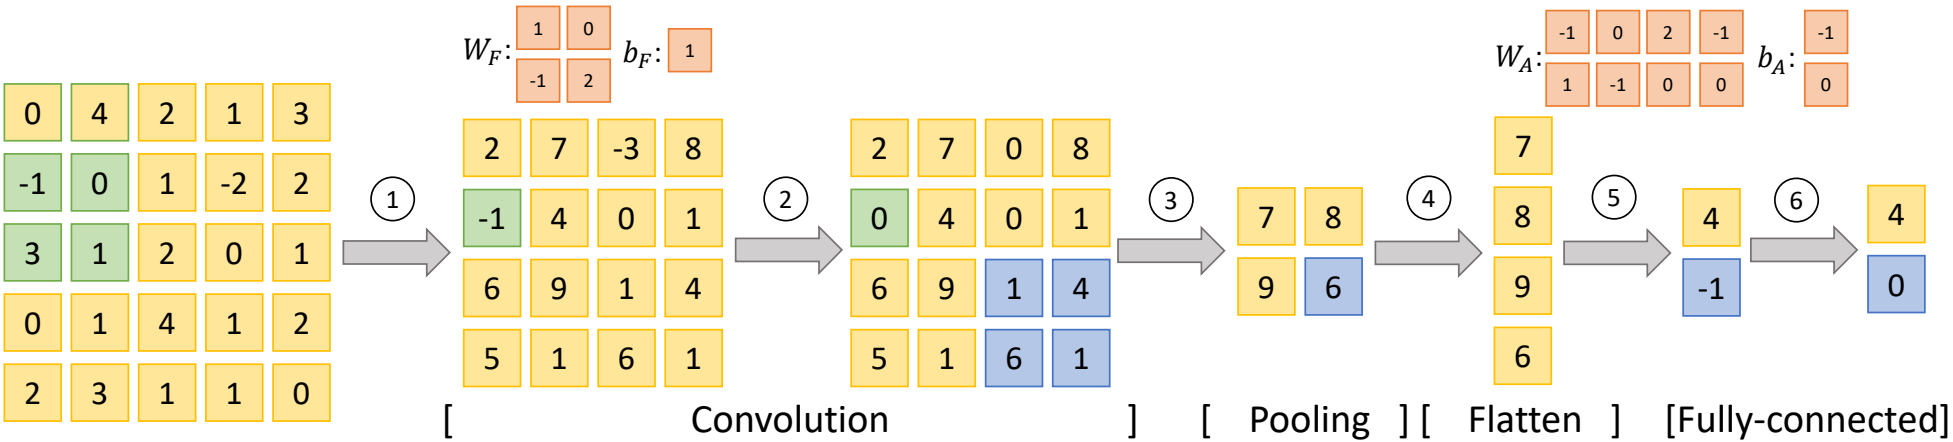 W_F: 1 0
-1 2
b_F: 1
W_A: -1 0 2 -1
1 -1 0 0
b_A: -1
0
0 4 2 1 3
-1 0 1 -2 2
3 1 2 0 1
0 1 4 1 2
2 3 1 1 0
1
2 7 -3 8
-1 4 0 1
6 9 1 4
5 1 6 1
2
2 7 0 8
0 4 0 1
6 9 1 4
5 1 6 1
3
7 8
9 6
4
7
8
9
6
5
4
-1
6
4
0
[ Convolution ] [ Pooling ] [ Flatten ] [Fully-connected]